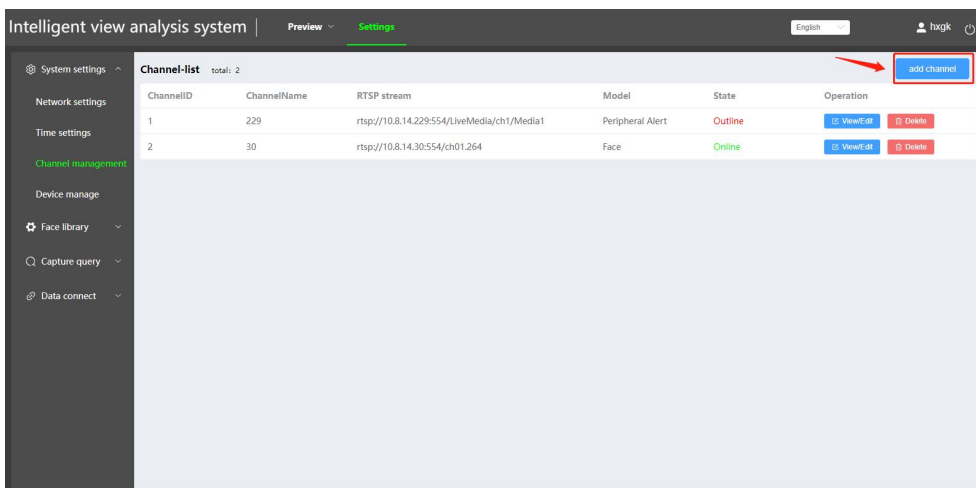 Intelligent view analysis system | Preview Settings English hxgk
System settings
Network settings
Time settings
Channel management
Device manage
Face library
Capture query
Data connect
Channel-list total: 2 add channel
ChannelID ChannelName RTSP stream Model State Operation
1 229 rtsp://10.8.14.229:554/LiveMedia/ch1/Media1 Peripheral Alert Outline View/Edit Delete
2 30 rtsp://10.8.14.30:554/ch01.264 Face Online View/Edit Delete